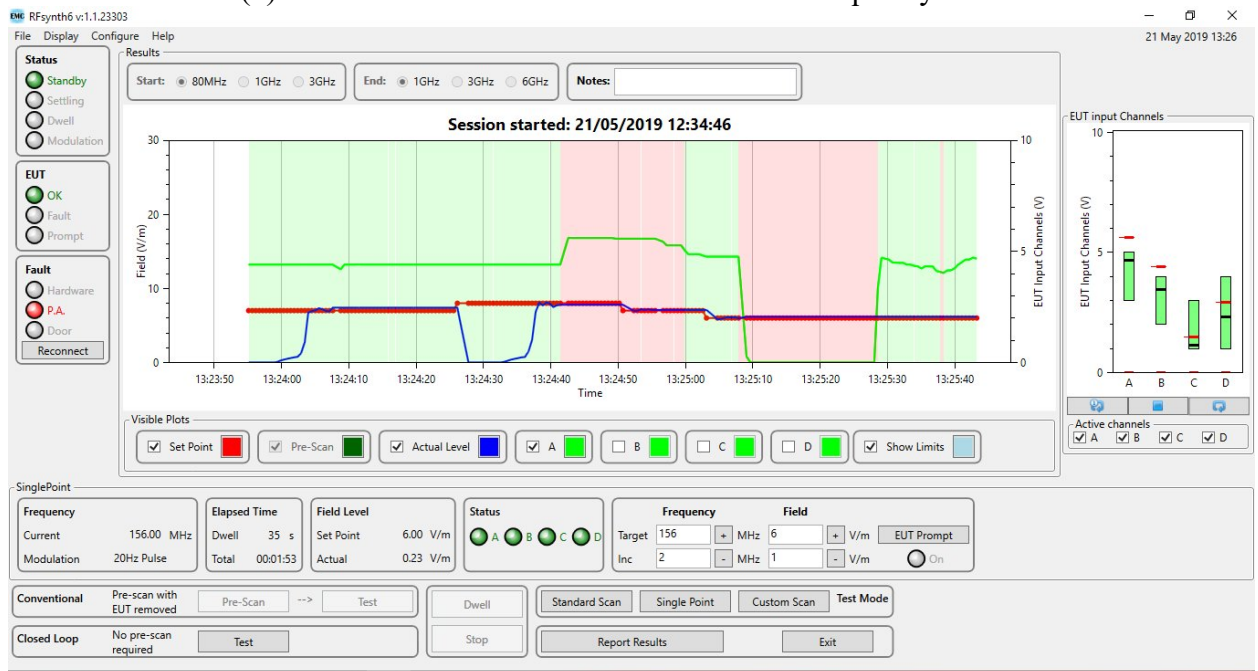 EMC RFsynth6 v:1.1.23303
File Display Configure Help
21 May 2019 13:26
Status
Standby
Settling
Dwell
Modulation
EUT
OK
Fault
Prompt
Fault
Hardware
P.A.
Door
Reconnect
Results
Start: 80MHz 1GHz 3GHz End: 1GHz 3GHz 6GHz Notes:
Session started: 21/05/2019 12:34:46
30
20
10
0
Field (V/m)
10
5
0
EUT Input Channels (V)
13:23:50 13:24:00 13:24:10 13:24:20 13:24:30 13:24:40 13:24:50 13:25:00 13:25:10 13:25:20 13:25:30 13:25:40
Time
Visible Plots
Set Point Pre-Scan Actual Level A B C D Show Limits
EUT input Channels
10
5
0
EUT Input Channels (V)
A B C D
Active channels
A B C D
SinglePoint
Frequency
Current 156.00 MHz
Modulation 20Hz Pulse
Elapsed Time
Dwell 35 s
Total 00:01:53
Field Level
Set Point 6.00 V/m
Actual 0.23 V/m
Status
A B C D
Frequency Field
Target 156 + MHz 6 + V/m EUT Prompt
Inc 2 - MHz 1 - V/m On
Conventional Pre-scan with EUT removed Pre-Scan --> Test
Closed Loop No pre-scan required Test
Dwell
Stop
Standard Scan Single Point Custom Scan Test Mode
Report Results Exit